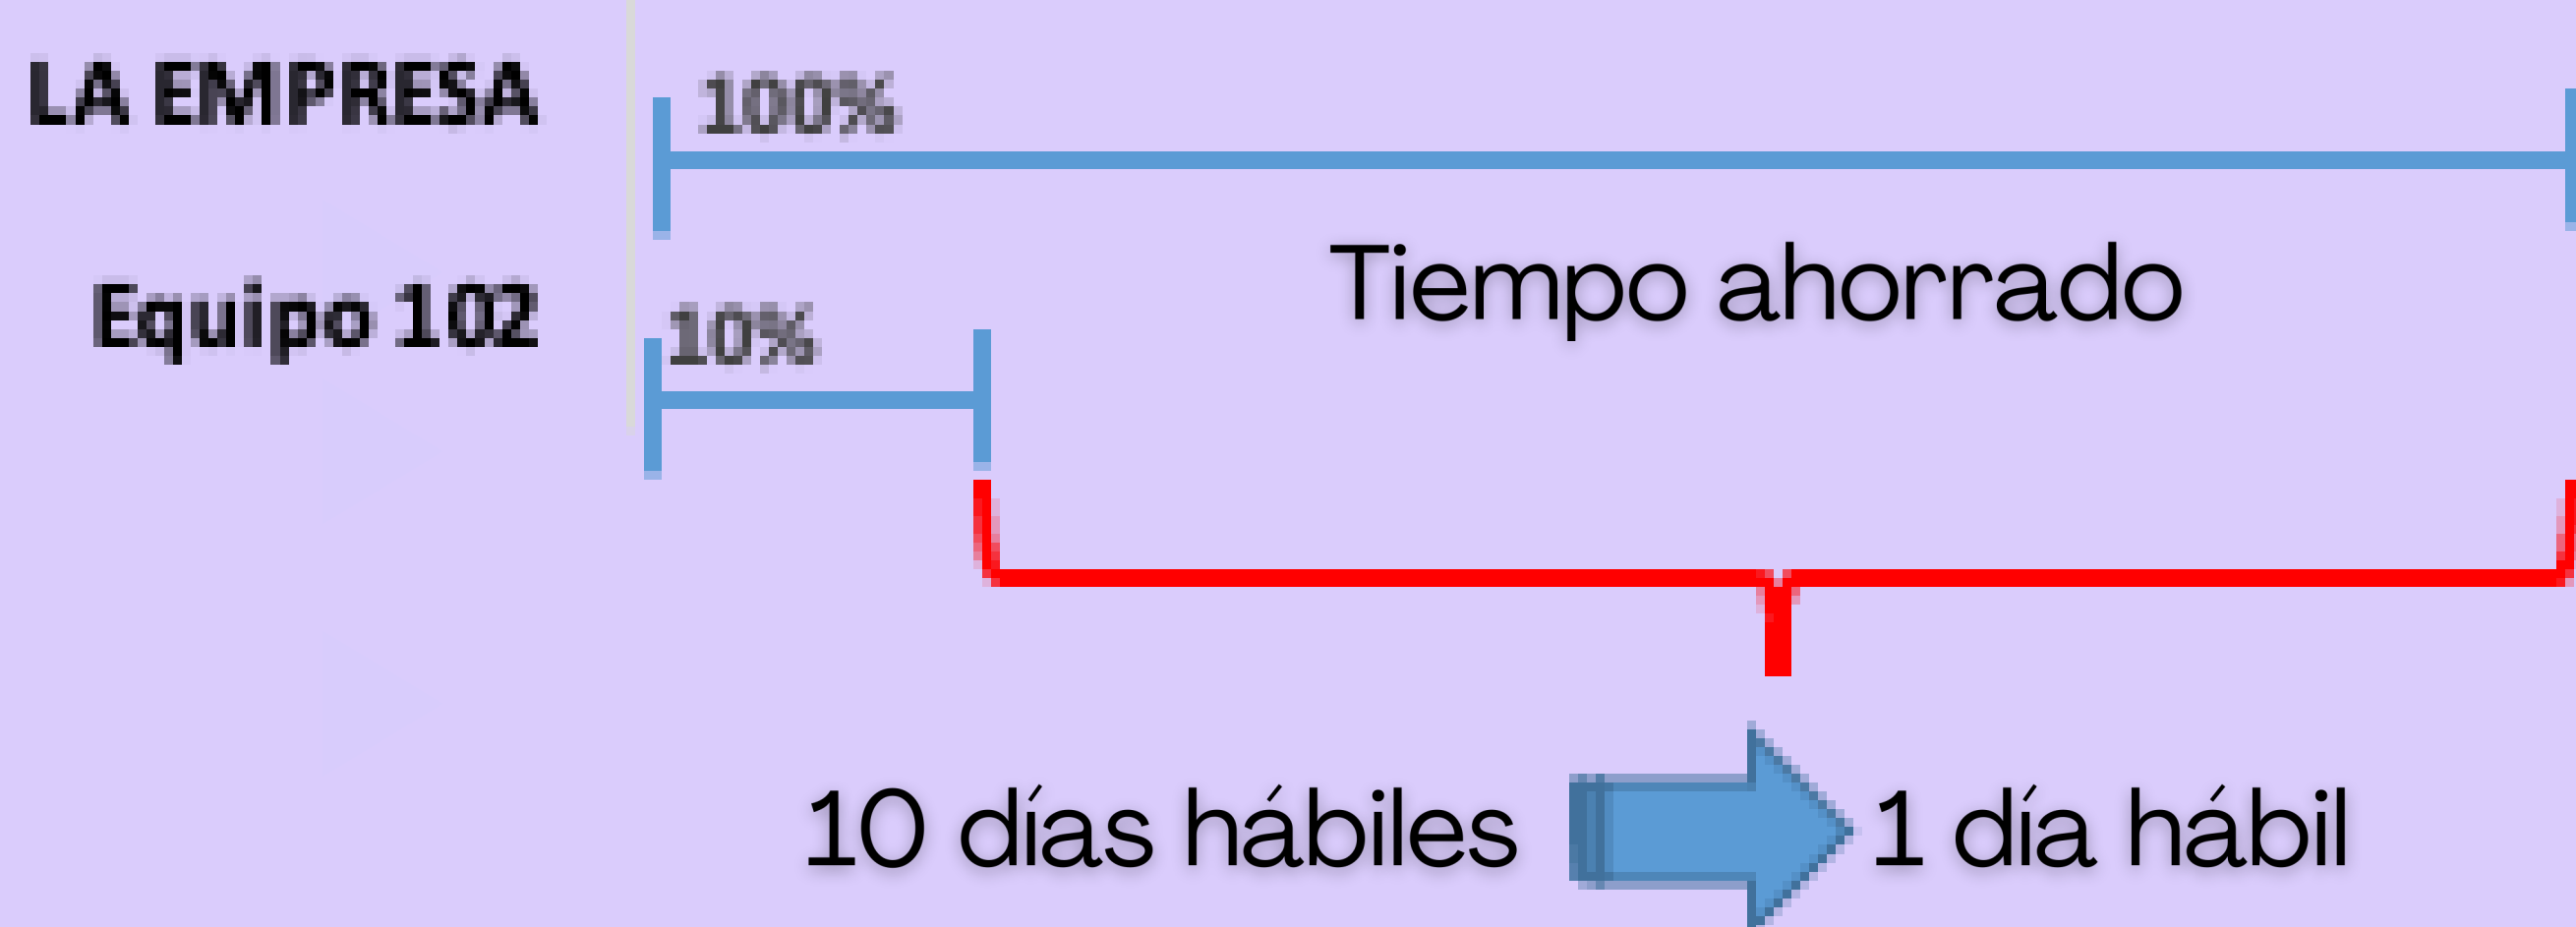 LA EMPRESA
100%
Tiempo ahorrado
Equipo 102
10%
10 días hábiles
1 día hábil